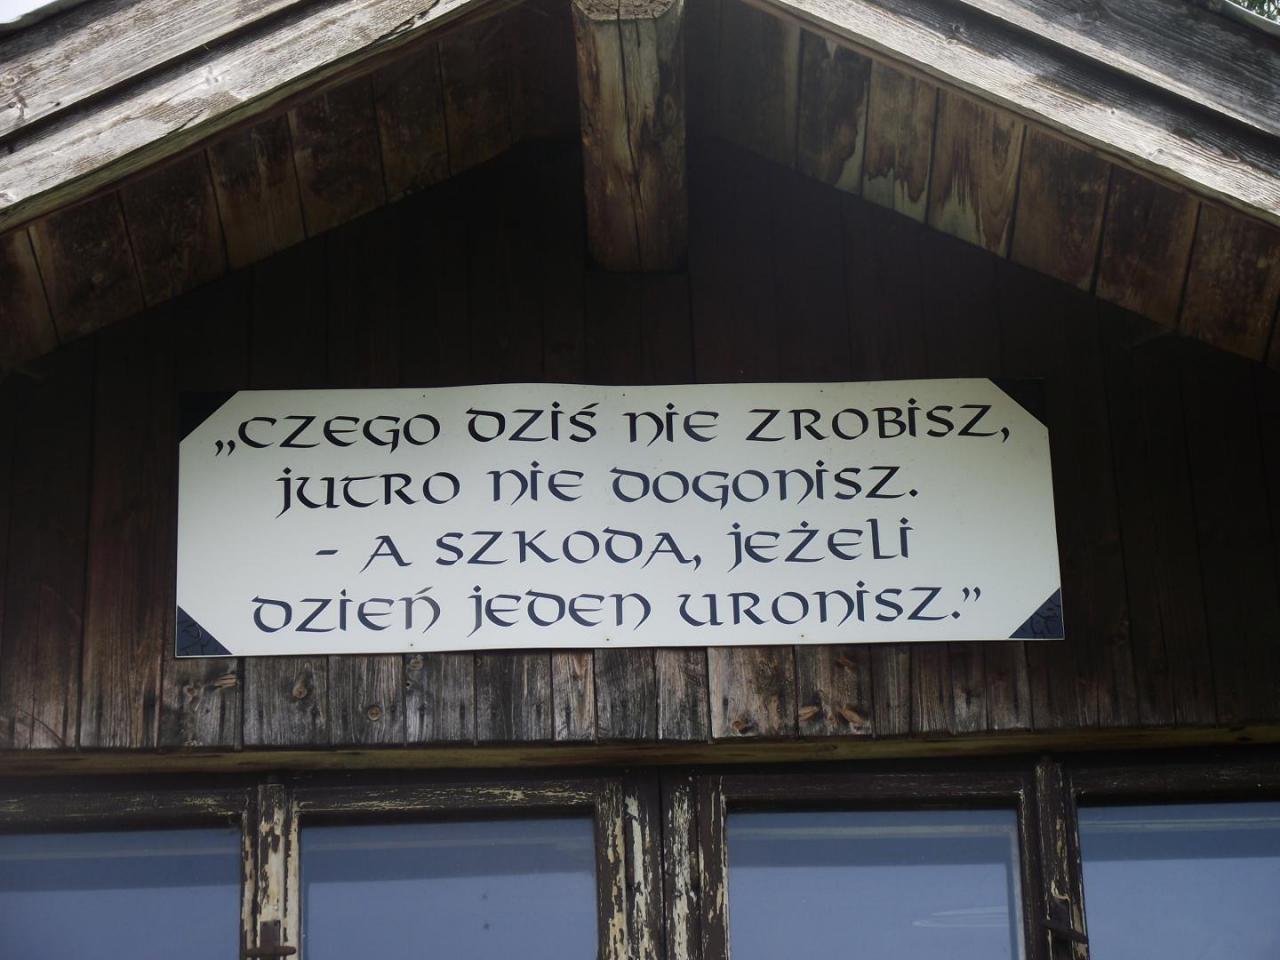 „CZEGO DZIŚ NIE ZROBISZ,
JUTRO NIE DOGONISZ.
- A SZKODA, JEŻELI
DZIEŃ JEDEN URONISZ.”